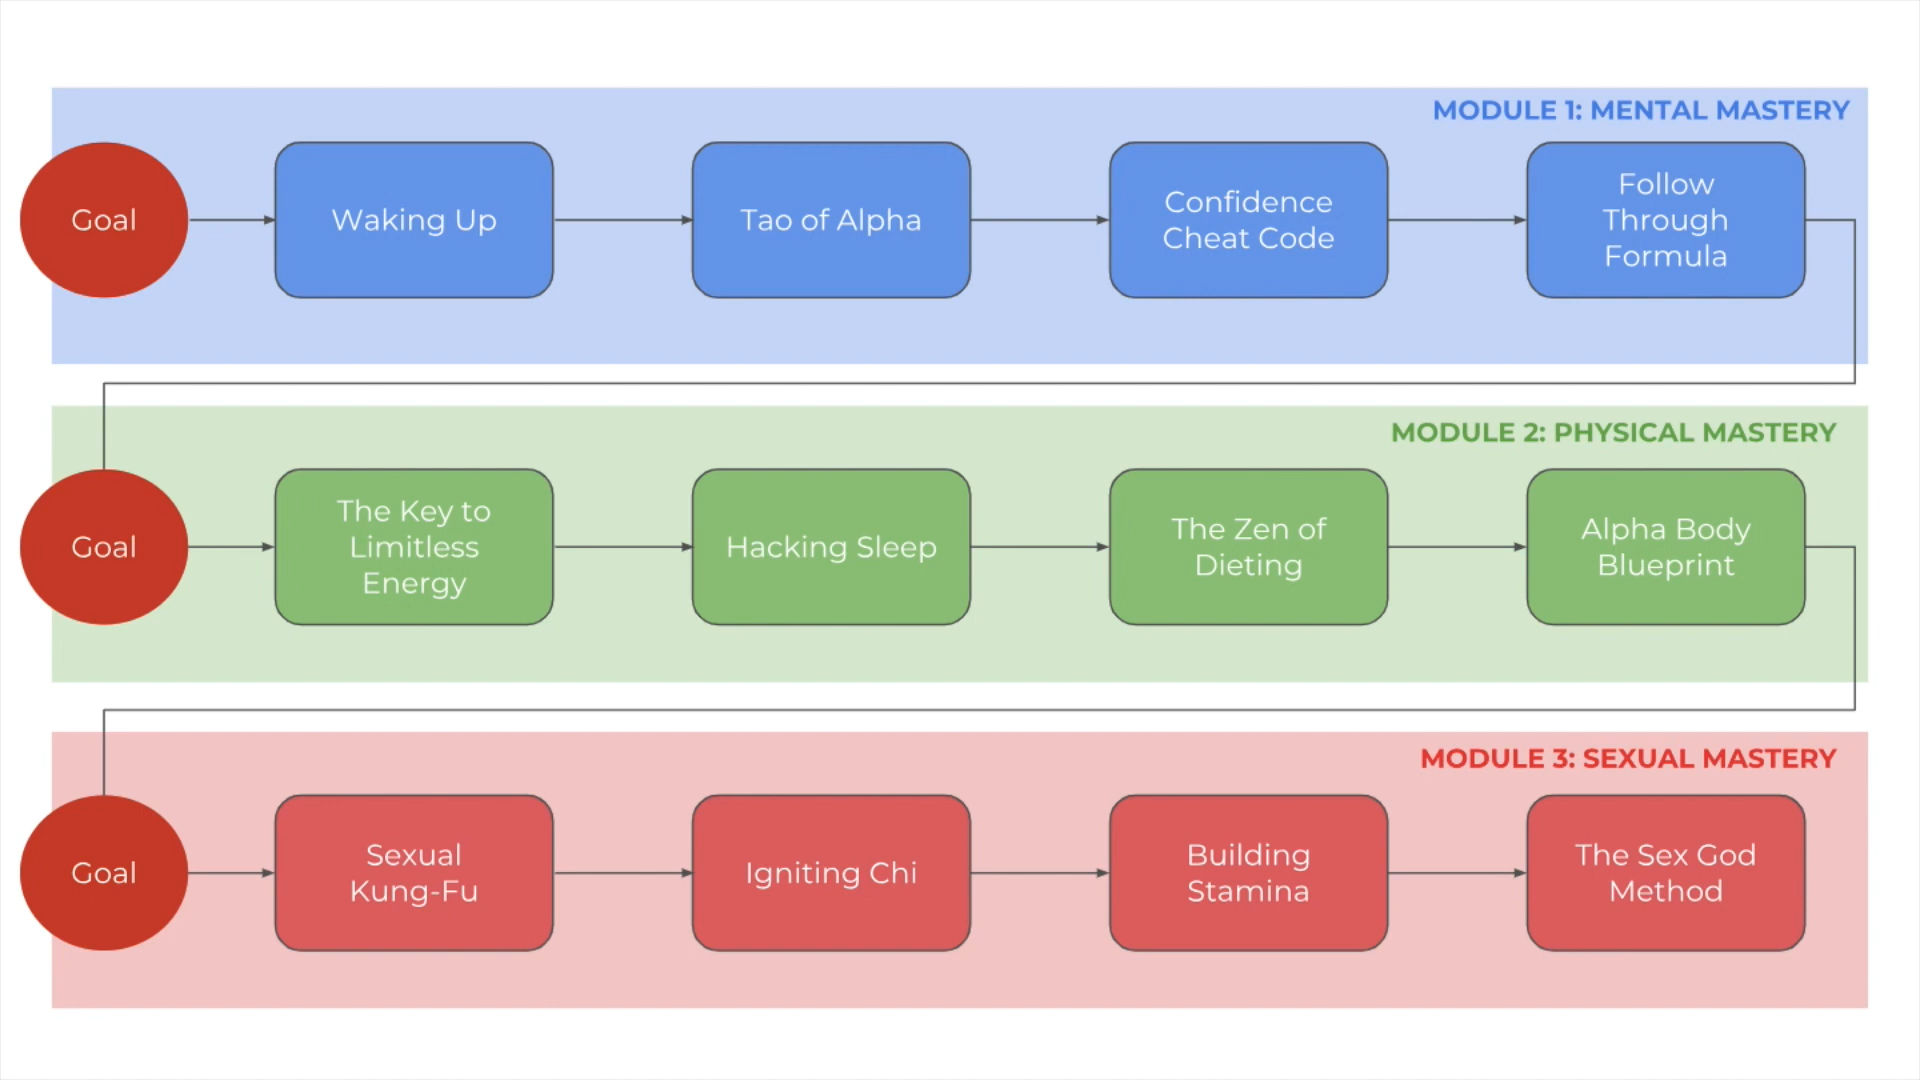 MODULE 1: MENTAL MASTERY
Goal
Waking Up
Tao of Alpha
Confidence
Cheat Code
Follow
Through
Formula
MODULE 2: PHYSICAL MASTERY
Goal
The Key to
Limitless
Energy
Hacking Sleep
The Zen of
Dieting
Alpha Body
Blueprint
MODULE 3: SEXUAL MASTERY
Goal
Sexual
Kung-Fu
Igniting Chi
Building
Stamina
The Sex God
Method